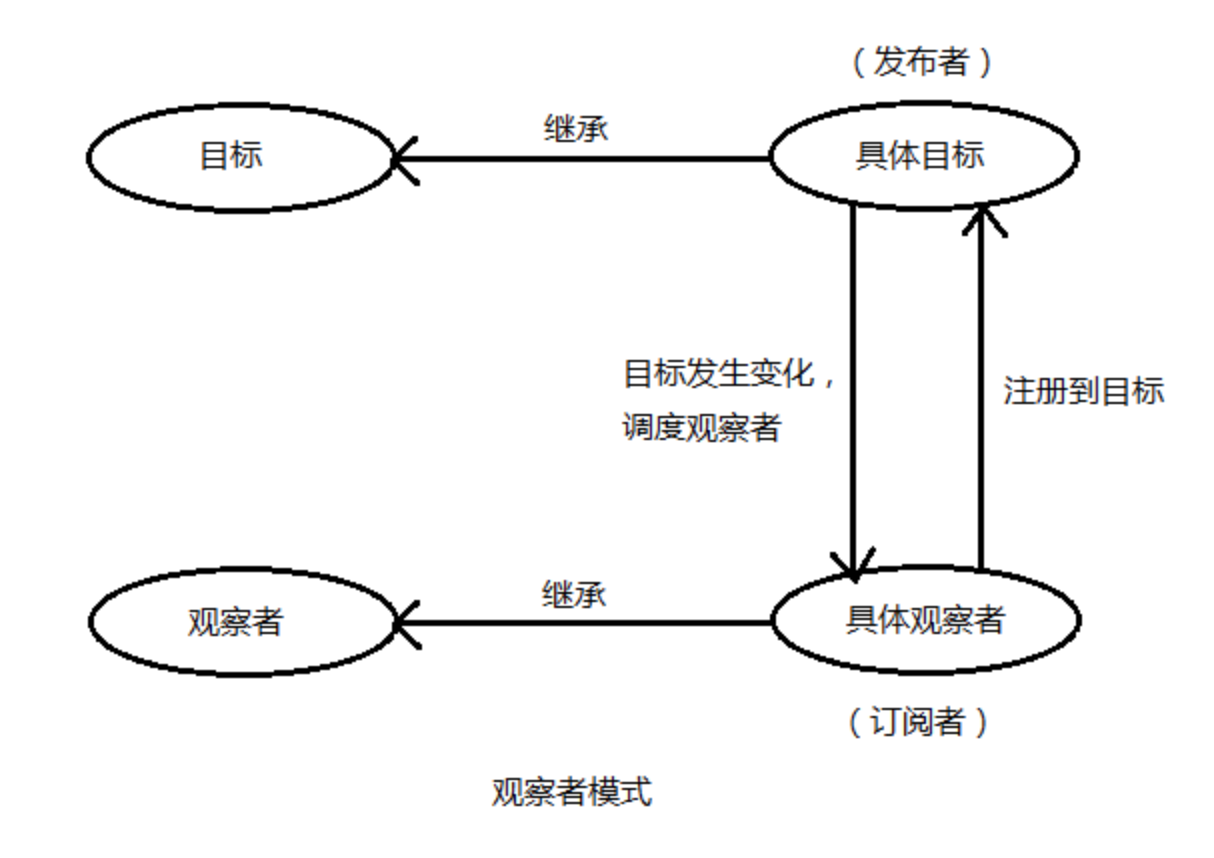 （发布者）
目标
继承
具体目标
目标发生变化，
调度观察者
注册到目标
观察者
继承
具体观察者
（订阅者）
观察者模式